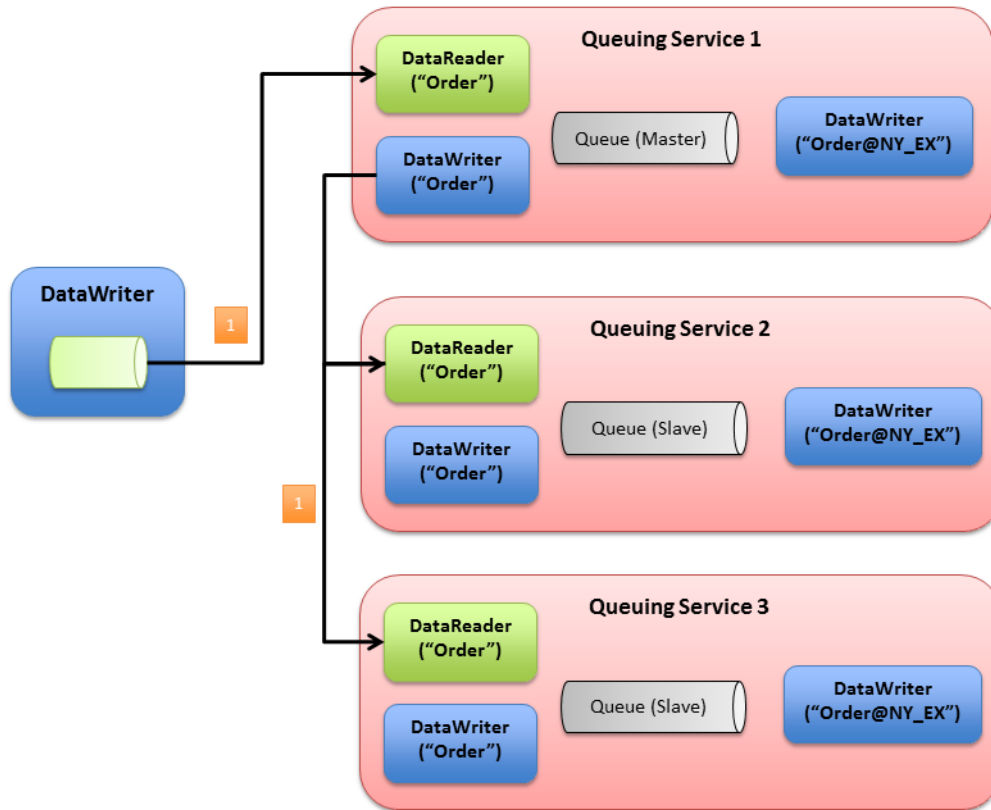 Queuing Service 1
DataReader
(“Order”)
Queue (Master)
DataWriter
(“Order@NY_EX”)
DataWriter
(“Order”)
DataWriter
1
Queuing Service 2
DataReader
(“Order”)
Queue (Slave)
DataWriter
(“Order@NY_EX”)
DataWriter
(“Order”)
1
Queuing Service 3
DataReader
(“Order”)
Queue (Slave)
DataWriter
(“Order@NY_EX”)
DataWriter
(“Order”)